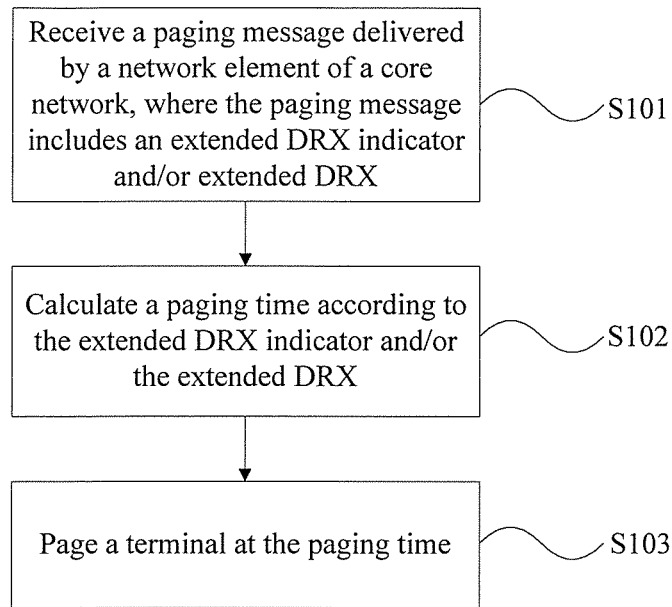 Receive a paging message delivered
by a network element of a core
network, where the paging message
includes an extended DRX indicator
and/or extended DRX
S101
Calculate a paging time according to
the extended DRX indicator and/or
the extended DRX
S102
Page a terminal at the paging time
S103